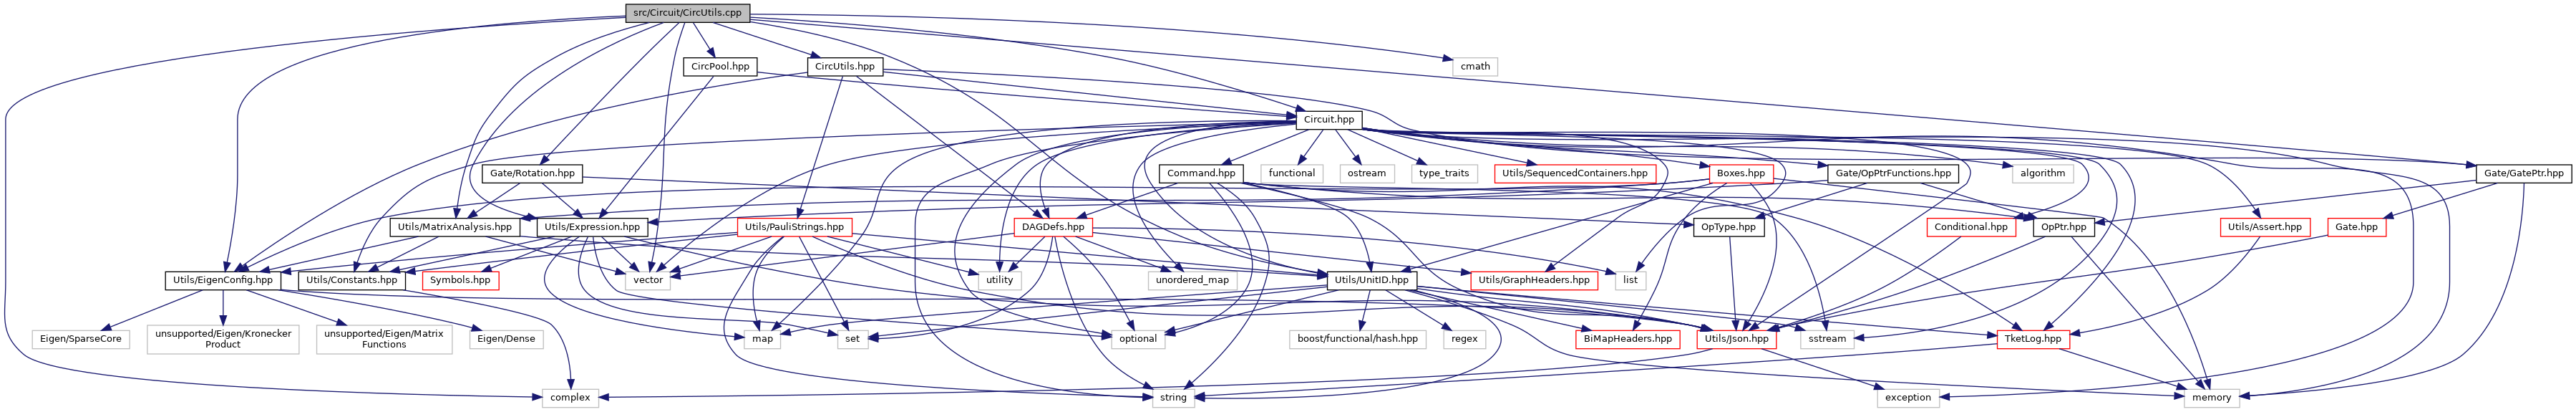 src/Circuit/CircUtils.cpp
CircPool.hpp
CircUtils.hpp
cmath
Circuit.hpp
Gate/Rotation.hpp
Command.hpp
functional
ostream
type_traits
Utils/SequencedContainers.hpp
Boxes.hpp
Gate/OpPtrFunctions.hpp
algorithm
Gate/GatePtr.hpp
Utils/MatrixAnalysis.hpp
Utils/Expression.hpp
Utils/PauliStrings.hpp
DAGDefs.hpp
OpType.hpp
Conditional.hpp
OpPtr.hpp
Utils/Assert.hpp
Gate.hpp
Utils/EigenConfig.hpp
Utils/Constants.hpp
Symbols.hpp
vector
utility
unordered_map
Utils/UnitID.hpp
Utils/GraphHeaders.hpp
list
Eigen/SparseCore
unsupported/Eigen/Kronecker
Product
unsupported/Eigen/Matrix
Functions
Eigen/Dense
map
set
optional
boost/functional/hash.hpp
regex
BiMapHeaders.hpp
Utils/Json.hpp
sstream
TketLog.hpp
complex
string
exception
memory